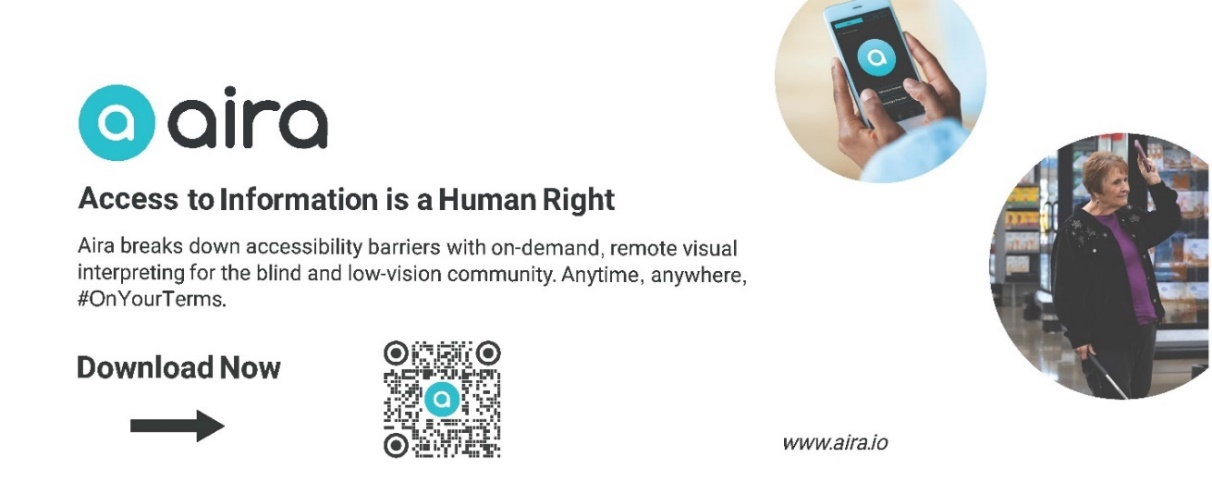 a aira
Access to Information is a Human Right
Aira breaks down accessibility barriers with on-demand, remote visual
interpreting for the blind and low-vision community. Anytime, anywhere,
#OnYourTerms.
Download Now
a
www.aira.io